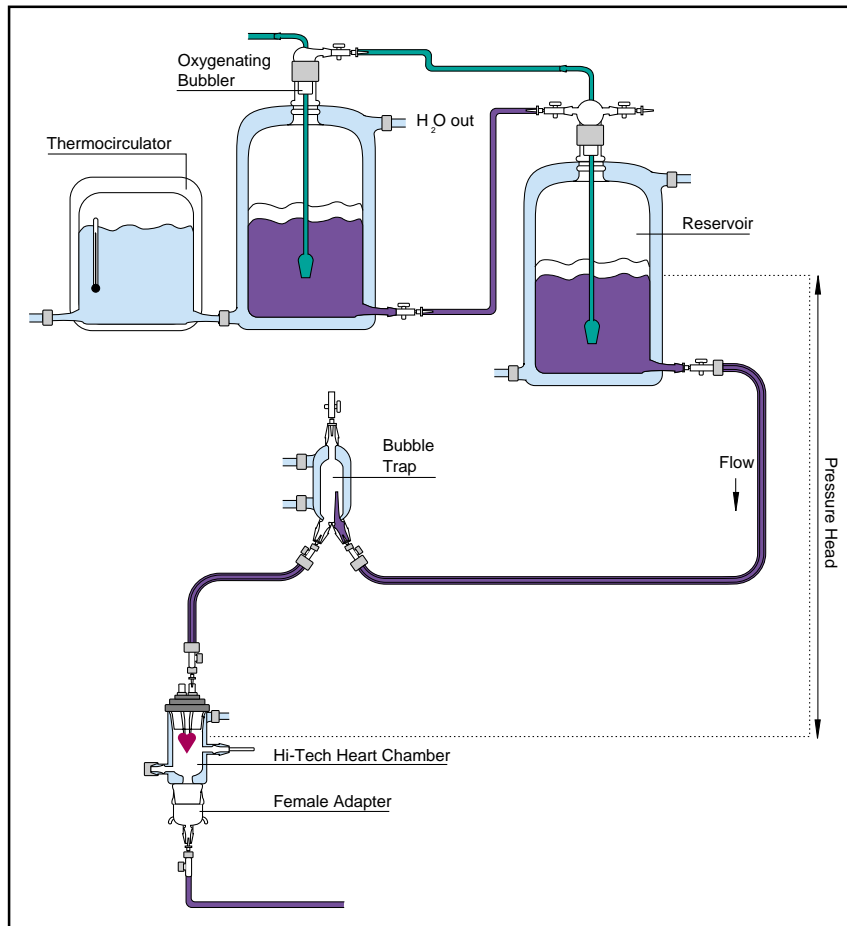 Oxygenating
Bubbler
H₂O out
Thermocirculator
Reservoir
Bubble
Trap
Flow
Pressure Head
Hi-Tech Heart Chamber
Female Adapter